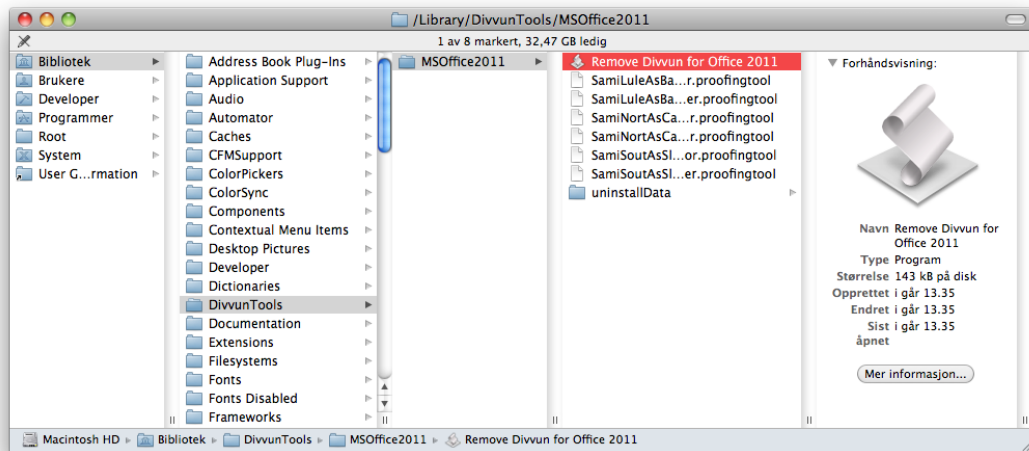 /Library/DivvunTools/MSOffice2011
1 av 8 markert, 32,47 GB ledig
Bibliotek
Brukere
Developer
Programmer
Root
System
User G...rmation
Address Book Plug-Ins
Application Support
Audio
Automator
Caches
CFMSupport
ColorPickers
ColorSync
Components
Contextual Menu Items
Desktop Pictures
Developer
Dictionaries
DivvunTools
Documentation
Extensions
Filesystems
Fonts
Fonts Disabled
Frameworks
MSOffice2011
Remove Divvun for Office 2011
SamiLuleAsBa...r.proofingtool
SamiLuleAsBa...er.proofingtool
SamiNortAsCa...r.proofingtool
SamiNortAsCa...r.proofingtool
SamiSoutAsSl...or.proofingtool
SamiSoutAsSl...er.proofingtool
uninstallData
Forhåndsvisning:
Navn Remove Divvun for
Office 2011
Type Program
Størrelse 143 kB på disk
Opprettet i går 13.35
Endret i går 13.35
Sist i går 13.35
åpnet
Mer informasjon...
Macintosh HD ▸ Bibliotek ▸ DivvunTools ▸ MSOffice2011 ▸ Remove Divvun for Office 2011